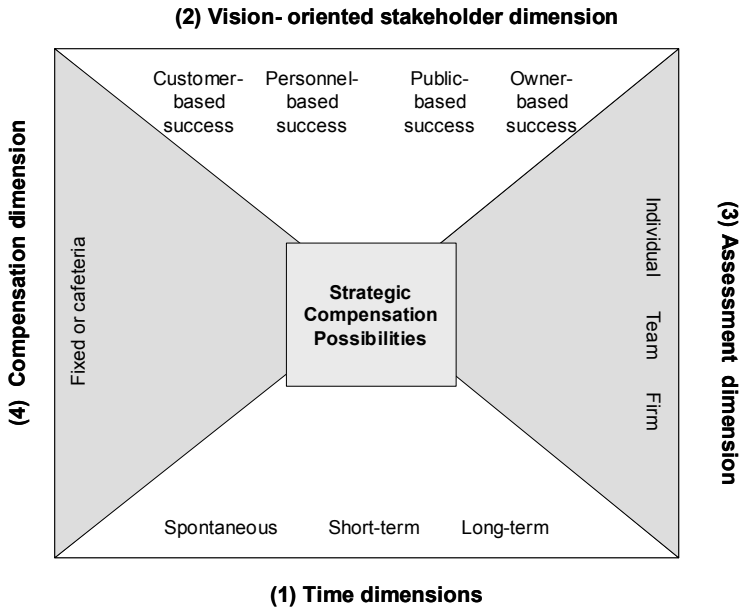 (2) Vision- oriented stakeholder dimension
Customer-
based
success
Personnel-
based
success
Public-
based
success
Owner-
based
success
(4) Compensation dimension
Fixed or cafeteria
Strategic
Compensation
Possibilities
Individual
Team
Firm
(3) Assessment dimension
Spontaneous
Short-term
Long-term
(1) Time dimensions